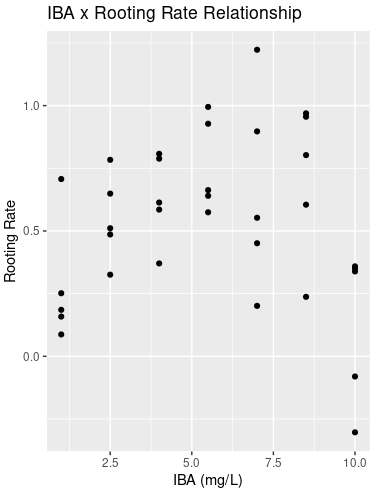 IBA x Rooting Rate Relationship
1.0
0.5
0.0
Rooting Rate
2.5 5.0 7.5 10.0
IBA (mg/L)